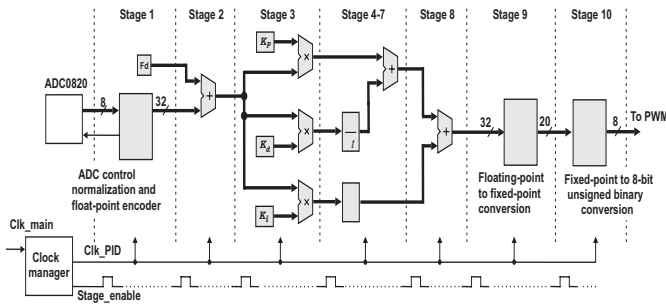 Stage 1 Stage 2 Stage 3 Stage 4-7 Stage 8 Stage 9 Stage 10
Kp
Fd
×
+
ADC0820
8
32
+
Kd
×
t
+
32
20
8
To PWM
ADC control
normalization and
float-point encoder
Ki
×
Floating-point
to fixed-point
conversion
Fixed-point to 8-bit
unsigned binary
conversion
Clk_main
Clk_PID
Clock
manager
Stage_enable